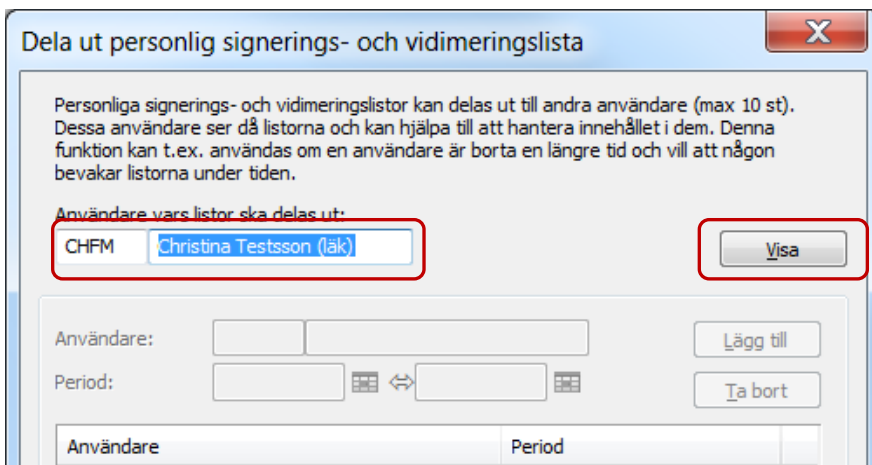 Dela ut personlig signerings- och vidimeringslista
X
Personliga signerings- och vidimeringslistor kan delas ut till andra användare (max 10 st).
Dessa användare ser då listorna och kan hjälpa till att hantera innehållet i dem. Denna
funktion kan t.ex. användas om en användare är borta en längre tid och vill att någon
bevakar listorna under tiden.
Användare vars listor ska delas ut:
CHFM Christina Testsson (läk) Visa
Användare: Lägg till
Period: Ta bort
Användare Period